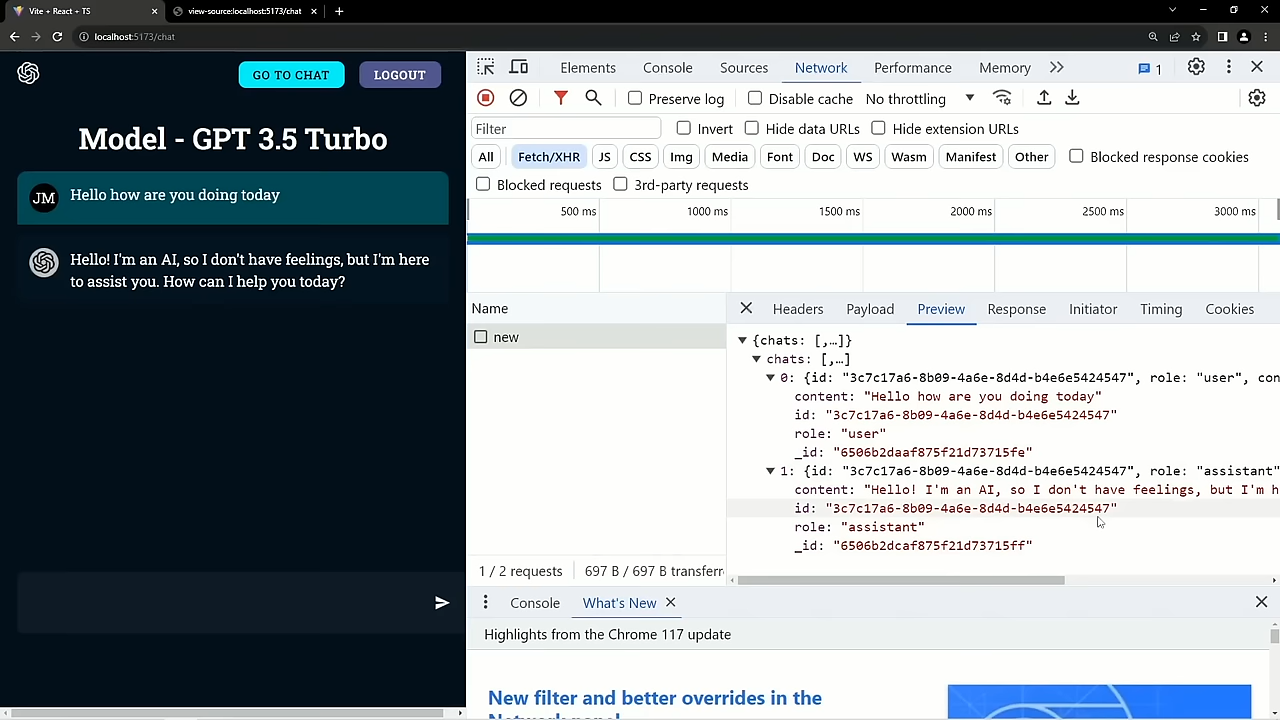 Vite + React + TS
view-source:localhost:5173/chat
localhost:5173/chat
GO TO CHAT
LOGOUT
Model - GPT 3.5 Turbo
JM
Hello how are you doing today
Hello! I'm an AI, so I don't have feelings, but I'm here
to assist you. How can I help you today?
Elements
Console
Sources
Network
Performance
Memory
1
Preserve log
Disable cache
No throttling
Filter
Invert
Hide data URLs
Hide extension URLs
All
Fetch/XHR
JS
CSS
Img
Media
Font
Doc
WS
Wasm
Manifest
Other
Blocked response cookies
Blocked requests
3rd-party requests
500 ms
1000 ms
1500 ms
2000 ms
2500 ms
3000 ms
Name
new
Headers
Payload
Preview
Response
Initiator
Timing
Cookies
{chats: [,…]}
chats: [,…]
0: {id: "3c7c17a6-8b09-4a6e-8d4d-b4e6e5424547", role: "user", con
content: "Hello how are you doing today"
id: "3c7c17a6-8b09-4a6e-8d4d-b4e6e5424547"
role: "user"
_id: "6506b2daaf875f21d73715fe"
1: {id: "3c7c17a6-8b09-4a6e-8d4d-b4e6e5424547", role: "assistant"
content: "Hello! I'm an AI, so I don't have feelings, but I'm h
id: "3c7c17a6-8b09-4a6e-8d4d-b4e6e5424547"
role: "assistant"
_id: "6506b2dcaf875f21d73715ff"
1 / 2 requests
697 B / 697 B transferr
Console
What's New
Highlights from the Chrome 117 update
New filter and better overrides in the
Network panel